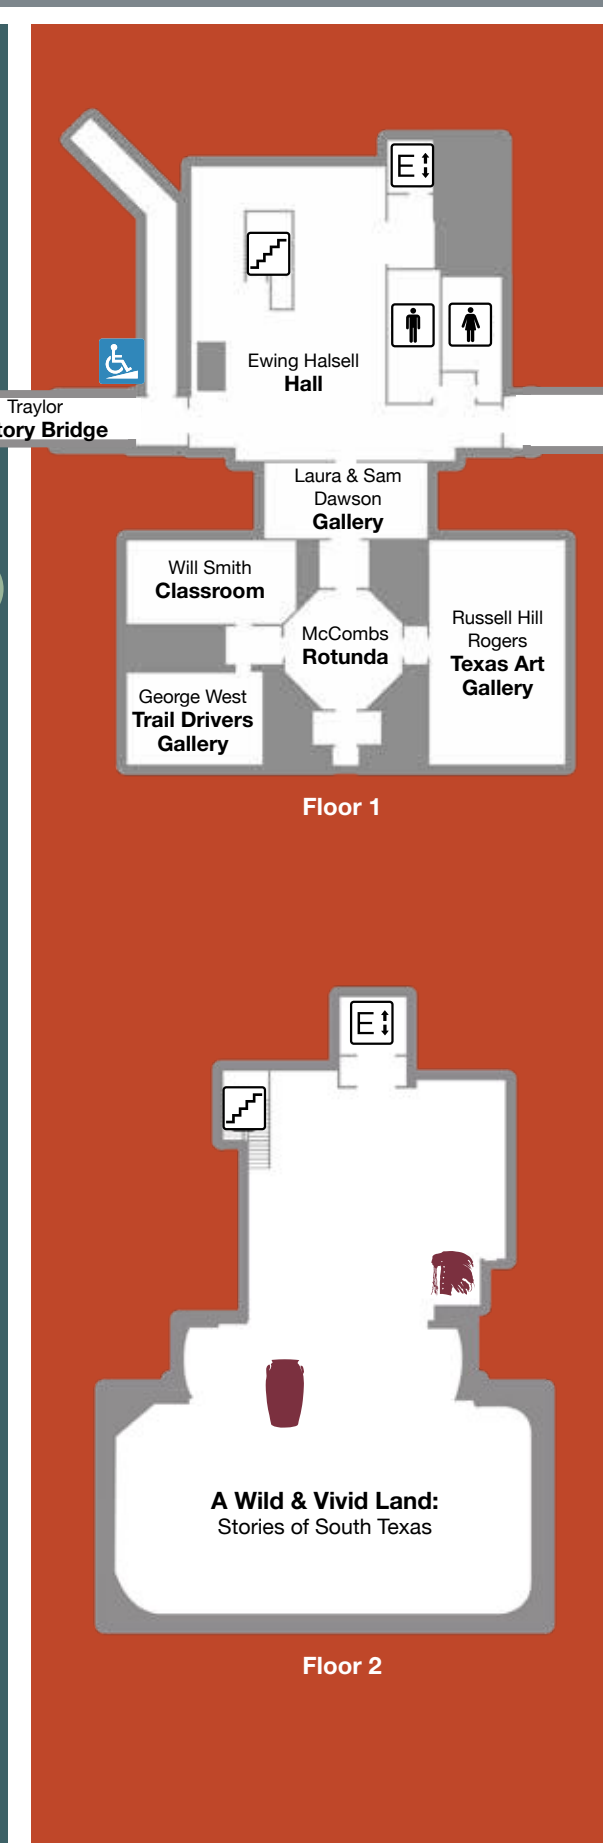 E
Ewing Halsell
Hall
Traylor
tory Bridge
Laura & Sam
Dawson
Gallery
Will Smith
Classroom
McCombs
Rotunda
Russell Hill
Rogers
Texas Art
Gallery
George West
Trail Drivers
Gallery
Floor 1
E
A Wild & Vivid Land:
Stories of South Texas
Floor 2